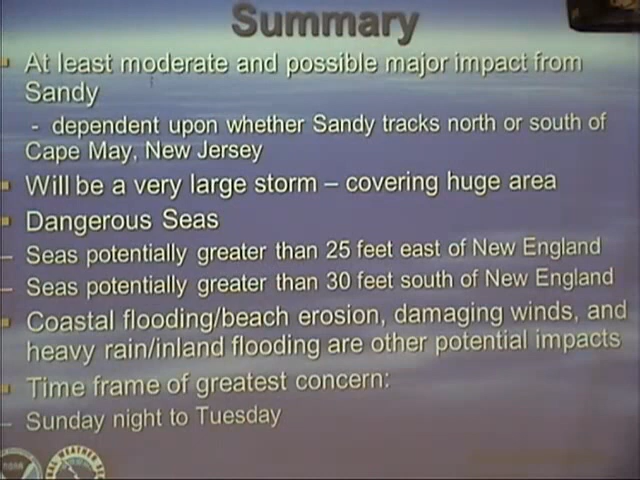 Summary
At least moderate and possible major impact from
Sandy
- dependent upon whether Sandy tracks north or south of
Cape May, New Jersey
Will be a very large storm – covering huge area
Dangerous Seas
– Seas potentially greater than 25 feet east of New England
– Seas potentially greater than 30 feet south of New England
Coastal flooding/beach erosion, damaging winds, and
heavy rain/inland flooding are other potential impacts
Time frame of greatest concern:
– Sunday night to Tuesday